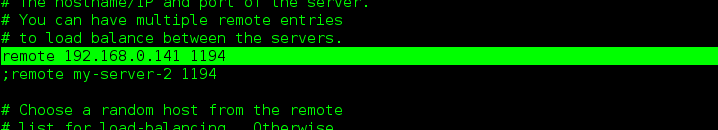 # The hostname/IP and port of the server.
# You can have multiple remote entries
# to load balance between the servers.
remote 192.168.0.141 1194
;remote my-server-2 1194
# Choose a random host from the remote
# list for load-balancing. Otherwise